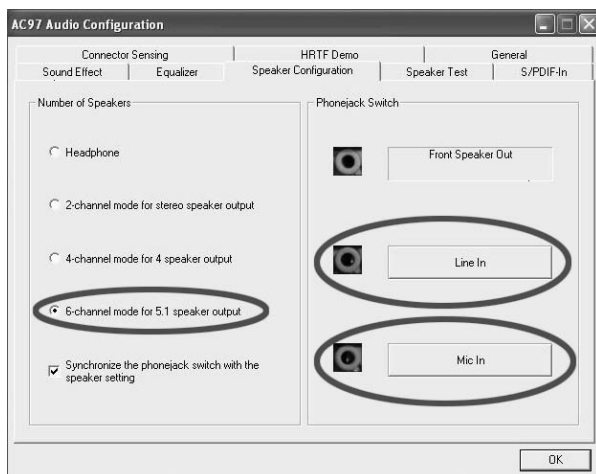 AC97 Audio Configuration
Connector Sensing
HRTF Demo
General
Sound Effect
Equalizer
Speaker Configuration
Speaker Test
S/PDIF-In
Number of Speakers
Headphone
2-channel mode for stereo speaker output
4-channel mode for 4 speaker output
6-channel mode for 5.1 speaker output
Synchronize the phonejack switch with the
speaker setting
Phonejack Switch
Front Speaker Out
Line In
Mic In
OK